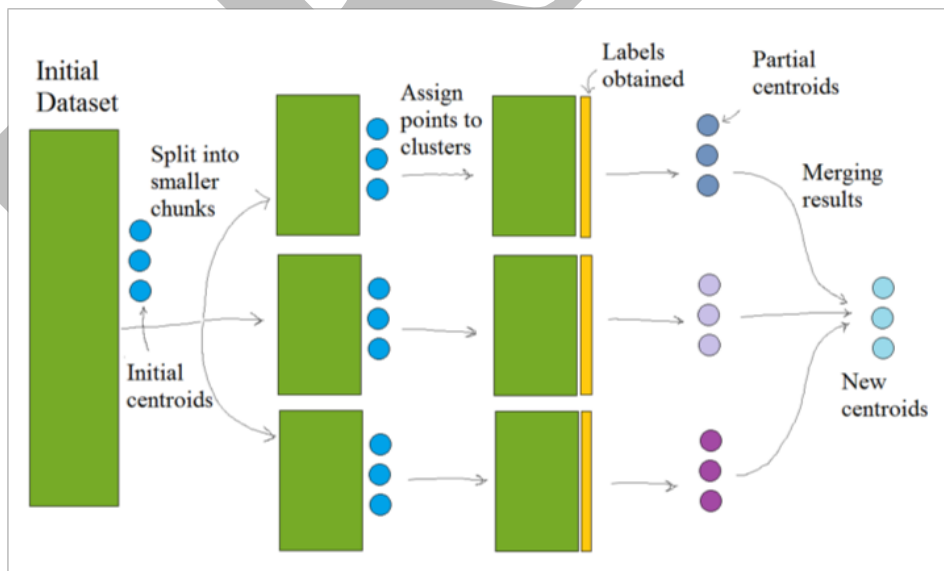 Initial
Dataset
Split into
smaller
chunks
Initial
centroids
Assign
points to
clusters
Labels
obtained
Partial
centroids
Merging
results
New
centroids